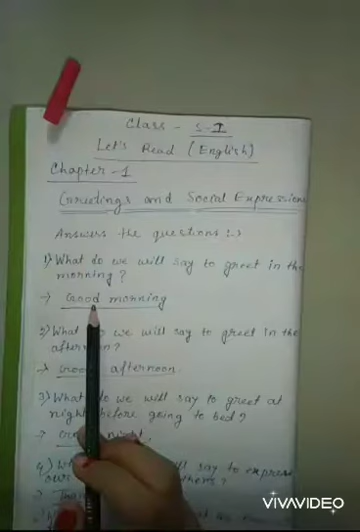 Class - S-I
Let's Read (English)
Chapter-1
Greetings and Social Expression
Answers the questions:-
1) What do we will say to greet in the
morning?
→ Good morning
2) What do we will say to greet in the
afternoon?
→ Good afternoon
3) What do we will say to greet at
night before going to bed?
→ Good night.
4) will say to express
our
→
VIVAVIDEO